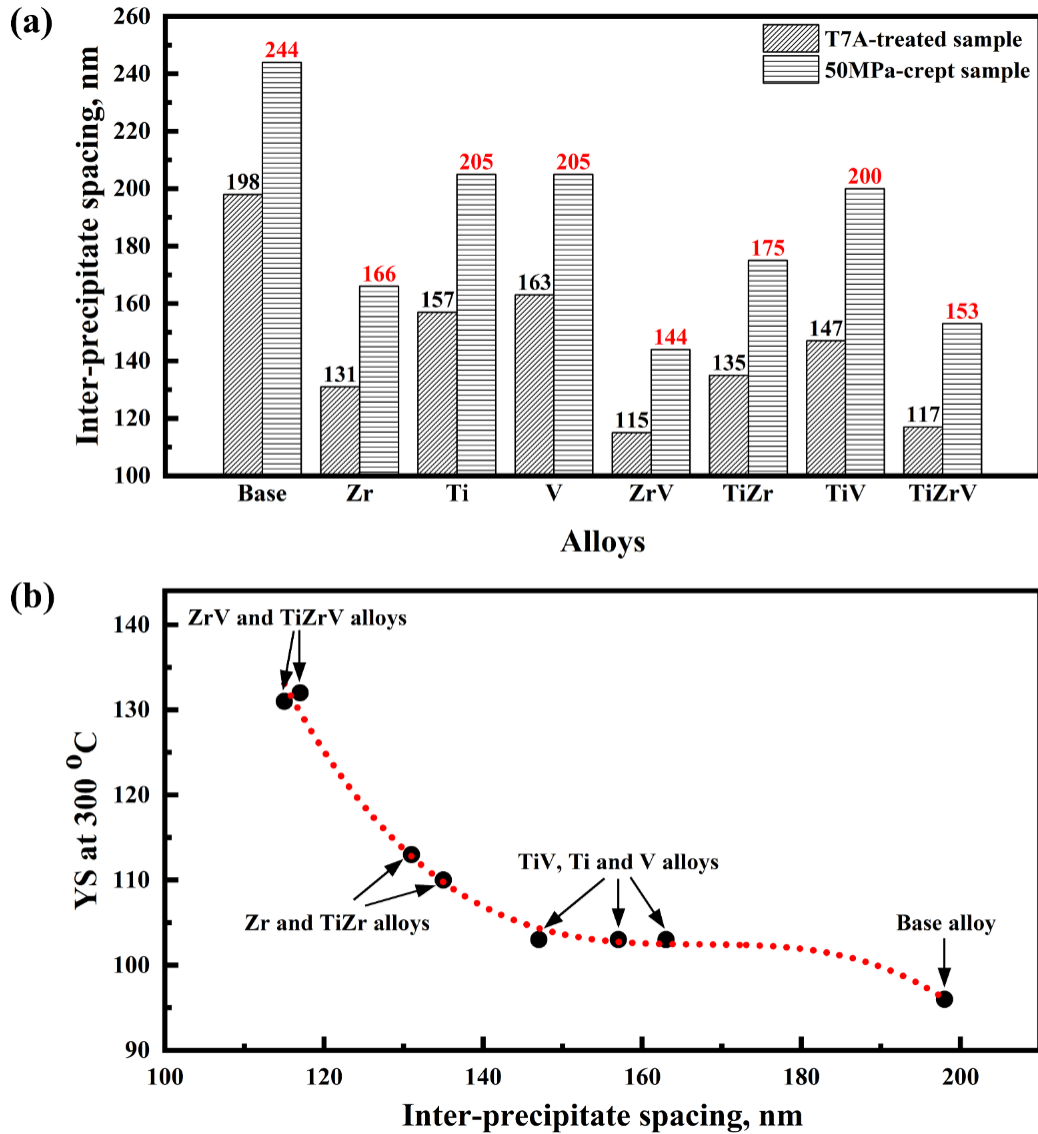 (a)
Inter-precipitate spacing, nm
260
240
220
200
180
160
140
120
100
T7A-treated sample
50MPa-crept sample
198
244
131
166
157
205
163
205
115
144
135
175
147
200
117
153
Base
Zr
Ti
V
ZrV
TiZr
TiV
TiZrV
Alloys
(b)
YS at 300 ⁰C
140
130
120
110
100
90
ZrV and TiZrV alloys
Zr and TiZr alloys
TiV, Ti and V alloys
Base alloy
100
120
140
160
180
200
Inter-precipitate spacing, nm